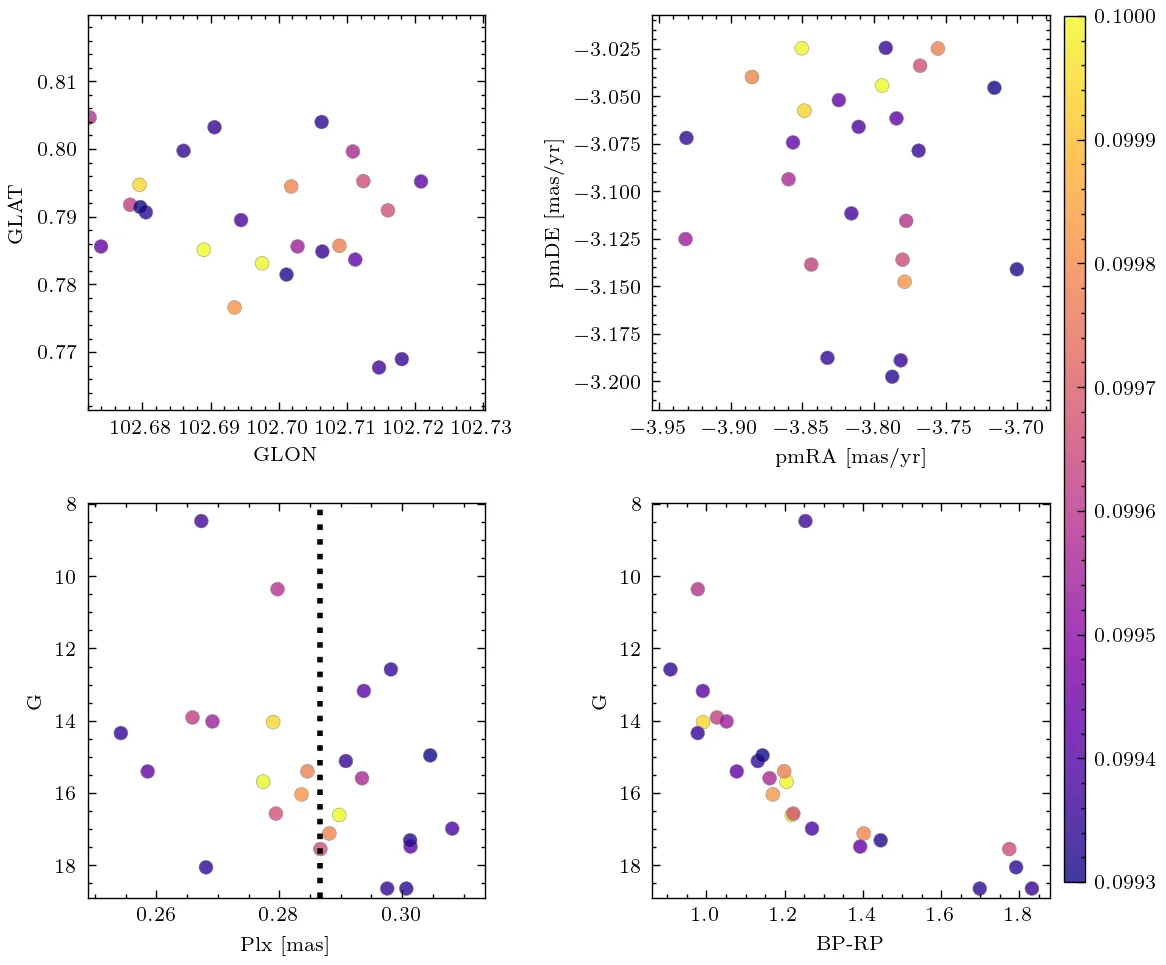 0.81
0.80
0.79
0.78
0.77
GLAT
102.68 102.69 102.70 102.71 102.72 102.73
GLON
−3.025
−3.050
−3.075
−3.100
−3.125
−3.150
−3.175
−3.200
pmDE [mas/yr]
−3.95 −3.90 −3.85 −3.80 −3.75 −3.70
pmRA [mas/yr]
8
10
12
14
16
18
G
0.26 0.28 0.30
Plx [mas]
8
10
12
14
16
18
G
1.0 1.2 1.4 1.6 1.8
BP-RP
0.1000
0.0999
0.0998
0.0997
0.0996
0.0995
0.0994
0.0993